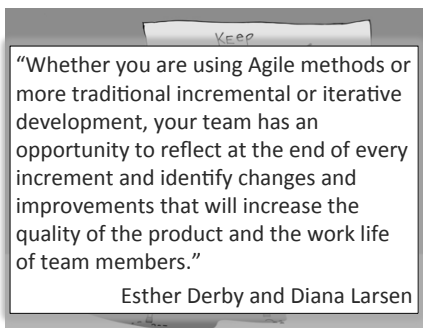 KEEP
“Whether you are using Agile methods or
more traditional incremental or iterative
development, your team has an
opportunity to reflect at the end of every
increment and identify changes and
improvements that will increase the
quality of the product and the work life
of team members.”
Esther Derby and Diana Larsen